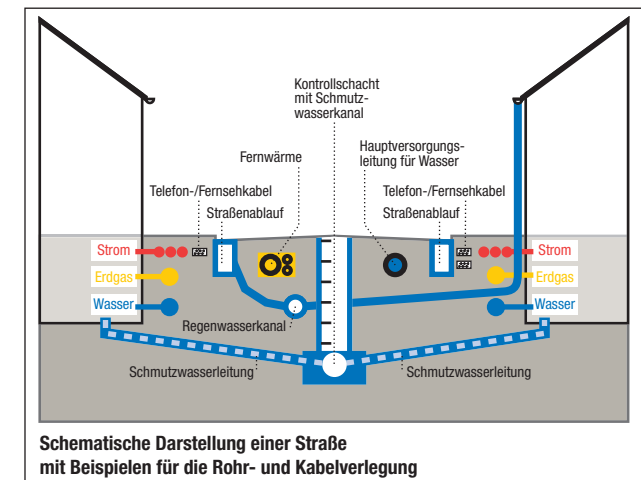 Kontrollschacht
mit Schmutz-
wasserkanal
Fernwärme
Hauptversorgungs-
leitung für Wasser
Telefon-/Fernsehkabel
Straßenablauf
Telefon-/Fernsehkabel
Straßenablauf
Strom
Erdgas
Wasser
Strom
Erdgas
Wasser
Regenwasserkanal
Schmutzwasserleitung
Schmutzwasserleitung
Schematische Darstellung einer Straße
mit Beispielen für die Rohr- und Kabelverlegung